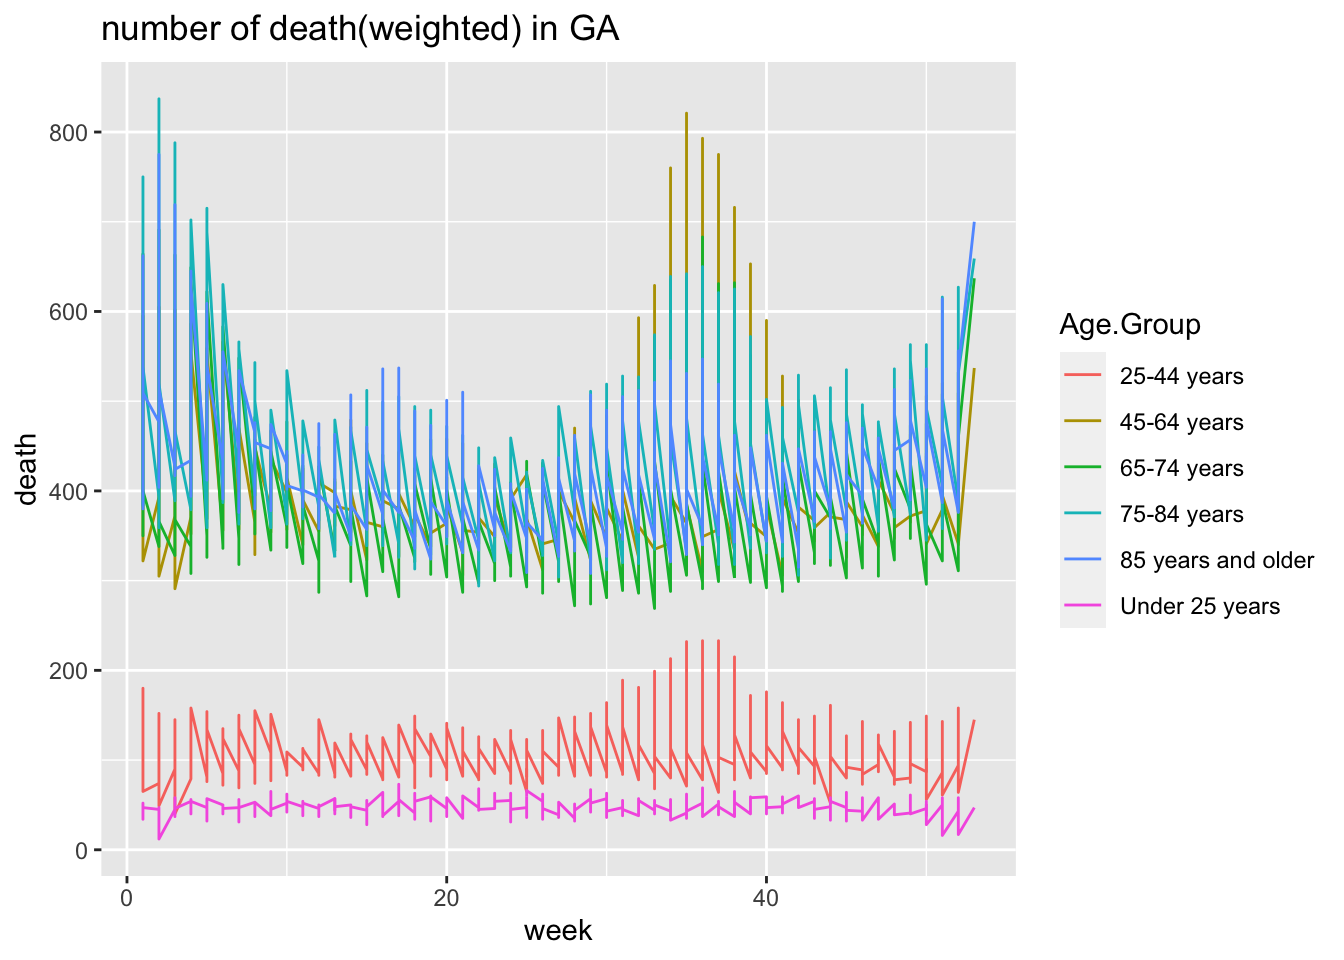 number of death(weighted) in GA
death
800
600
400
200
0
0
20
40
week
Age.Group
25-44 years
45-64 years
65-74 years
75-84 years
85 years and older
Under 25 years